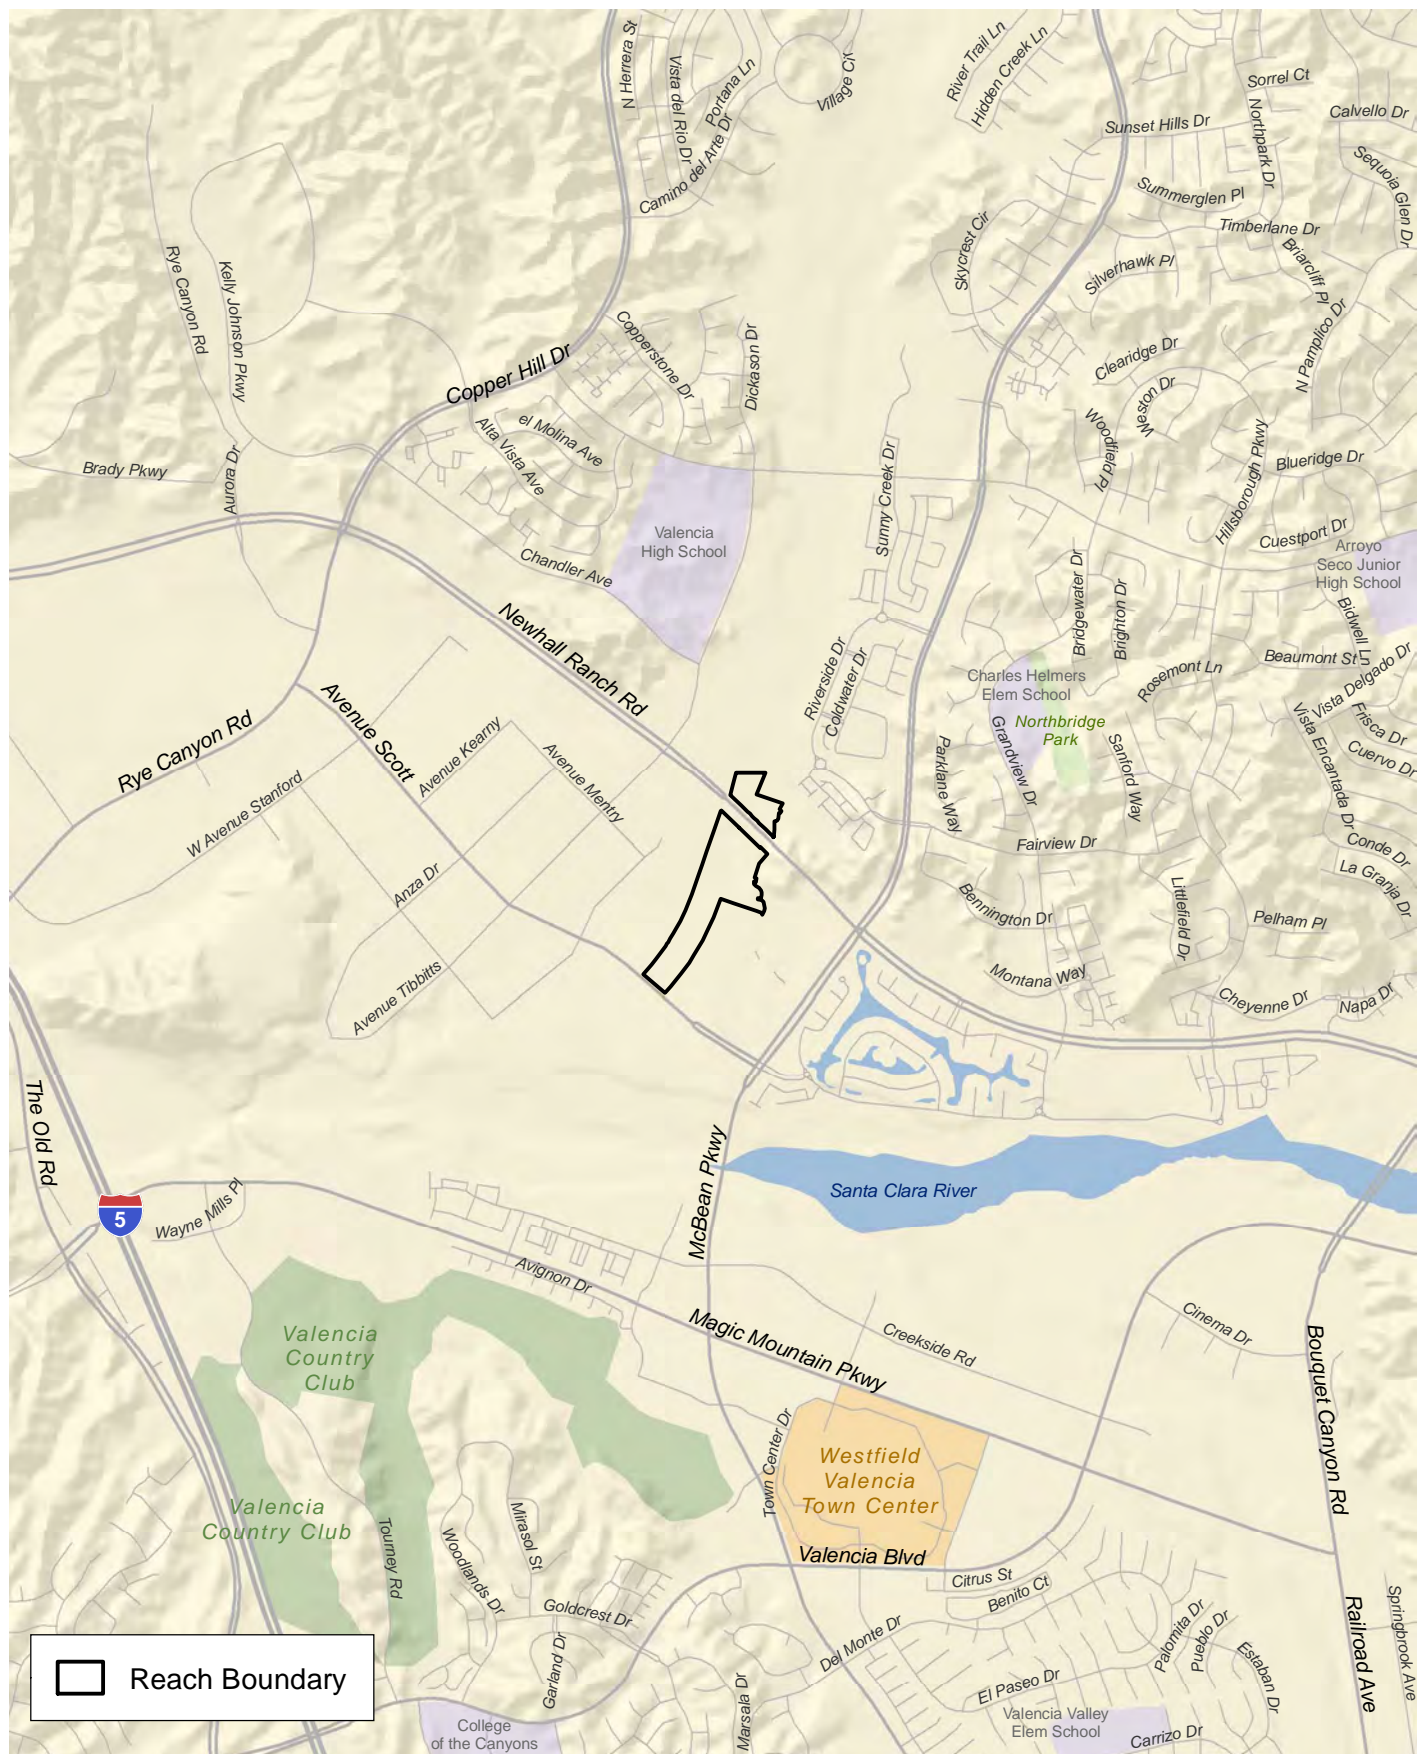 N Herrera St
Vista del Rio Dr
Portana Ln
Camino del Arte Dr
Village Cir
River Trail Ln
Hidden Creek Ln
Sorrel Ct
Calvello Dr
Sunset Hills Dr
Northpark Dr
Sequoia Glen Dr
Summerglen Pl
Timberlane Dr
Skycrest Cir
Silverhawk Pl
Briarcliff Pl
N Pamplico Dr
Rye Canyon Rd
Kelly Johnson Pkwy
Copper Hill Dr
Copperstone Dr
Dickason Dr
Clearidge Dr
Weston Dr
Woodfield Pl
Hillsborough Pkwy
Blueridge Dr
el Molina Ave
Alta Vista Ave
Brady Pkwy
Aurora Dr
Sunny Creek Dr
Valencia
High School
Cuestport Dr
Arroyo
Seco Junior
High School
Chandler Ave
Bridgewater Dr
Brighton Dr
Bidwell Ln
Newhall Ranch Rd
Riverside Dr
Coldwater Dr
Charles Helmers
Elem School
Northbridge
Park
Rosemont Ln
Beaumont St
Vista Delgado Dr
Frisca Dr
Vista Encantada Dr
Cuervo Dr
Rye Canyon Rd
Avenue Scott
Avenue Kearny
Avenue Mentry
Grandview Dr
Parklane Way
Sanford Way
W Avenue Stanford
Fairview Dr
Conde Dr
La Granja Dr
Anza Dr
Bennington Dr
Littlefield Dr
Pelham Pl
Avenue Tibbitts
Montana Way
Cheyenne Dr
Napa Dr
The Old Rd
McBean Pkwy
Santa Clara River
5
Wayne Mills Pl
Avignon Dr
Magic Mountain Pkwy
Creekside Rd
Cinema Dr
Bouquet Canyon Rd
Valencia
Country
Club
Town Center Dr
Westfield
Valencia
Town Center
Valencia
Country Club
Tourney Rd
Woodlands Dr
Mirasol St
Valencia Blvd
Citrus St
Benito Ct
Goldcrest Dr
Garland Dr
Del Monte Dr
Marsala Dr
El Paseo Dr
Palomita Dr
Pueblo Dr
Estaban Dr
Railroad Ave
Springbrook Ave
Valencia Valley
Elem School
Carrizo Dr
College
of the Canyons
Reach Boundary